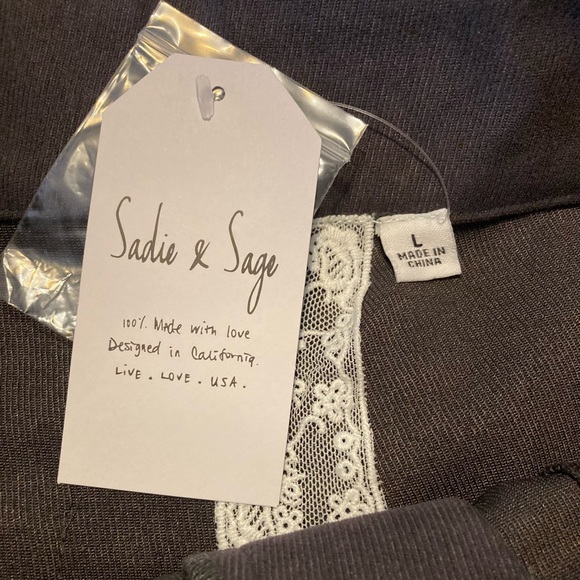 Sadie & Sage
100% Made with love
Designed in California.
LIVE . LOVE . USA .
L
MADE IN
CHINA